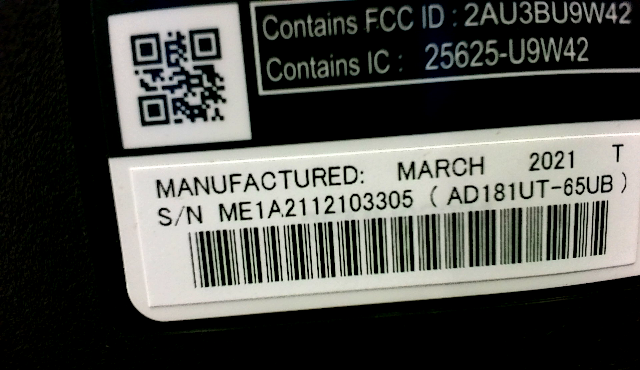 Contains FCC ID : 2AU3BU9W42
Contains IC : 25625-U9W42
MANUFACTURED: MARCH 2021 T
S/N ME1A2112103305 ( AD181UT-65UB )